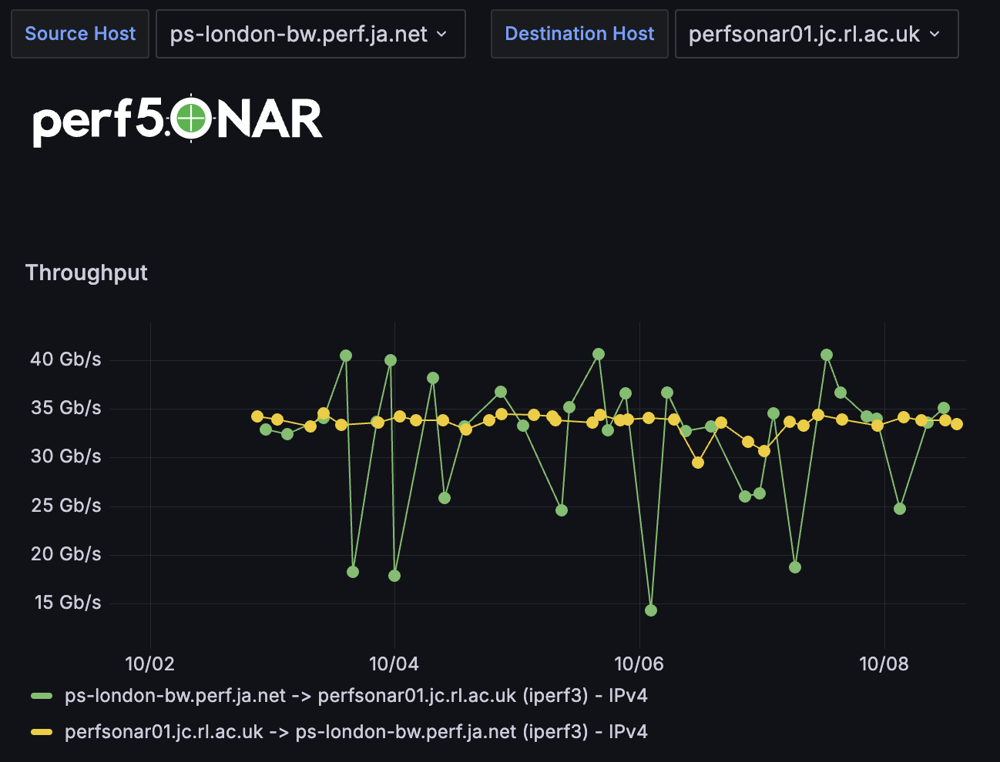 Source Host ps-london-bw.perf.ja.net Destination Host perfsonar01.jc.rl.ac.uk
perfSONAR
Throughput
40 Gb/s
35 Gb/s
30 Gb/s
25 Gb/s
20 Gb/s
15 Gb/s
10/02 10/04 10/06 10/08
ps-london-bw.perf.ja.net -> perfsonar01.jc.rl.ac.uk (iperf3) - IPv4
perfsonar01.jc.rl.ac.uk -> ps-london-bw.perf.ja.net (iperf3) - IPv4